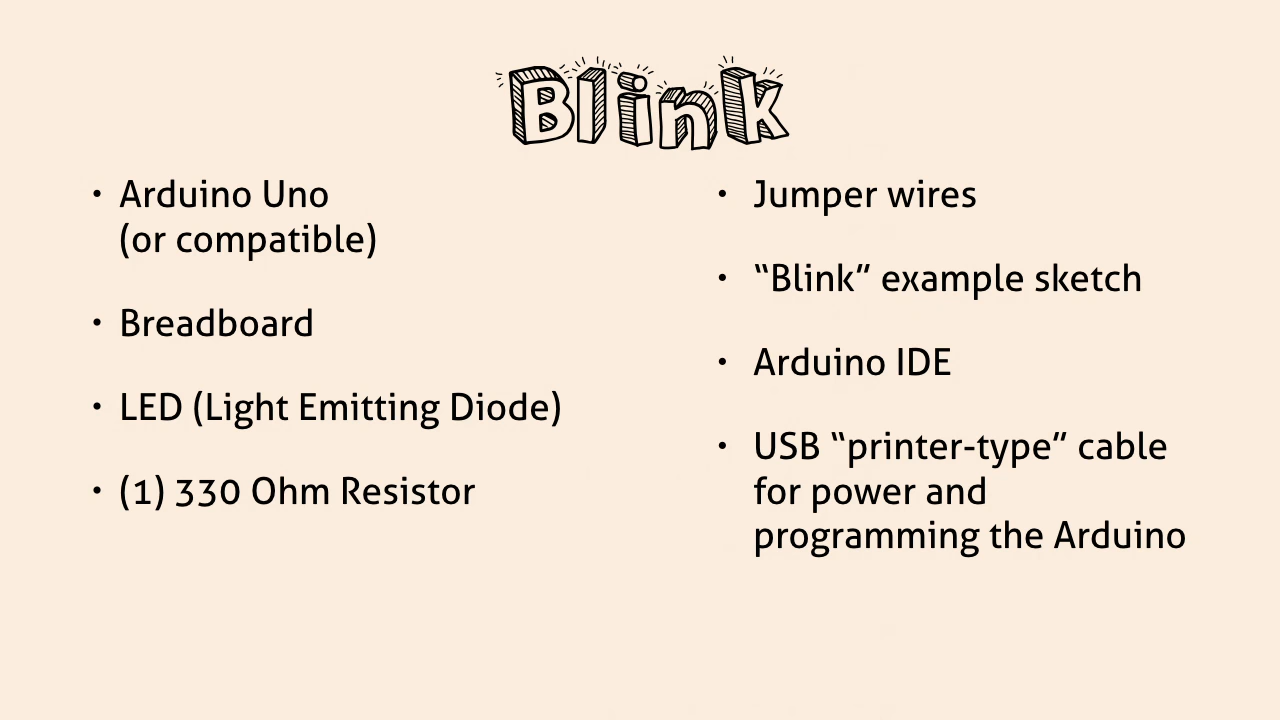 Blink
• Arduino Uno
(or compatible)
• Breadboard
• LED (Light Emitting Diode)
• (1) 330 Ohm Resistor
• Jumper wires
• “Blink” example sketch
• Arduino IDE
• USB “printer-type” cable
for power and
programming the Arduino